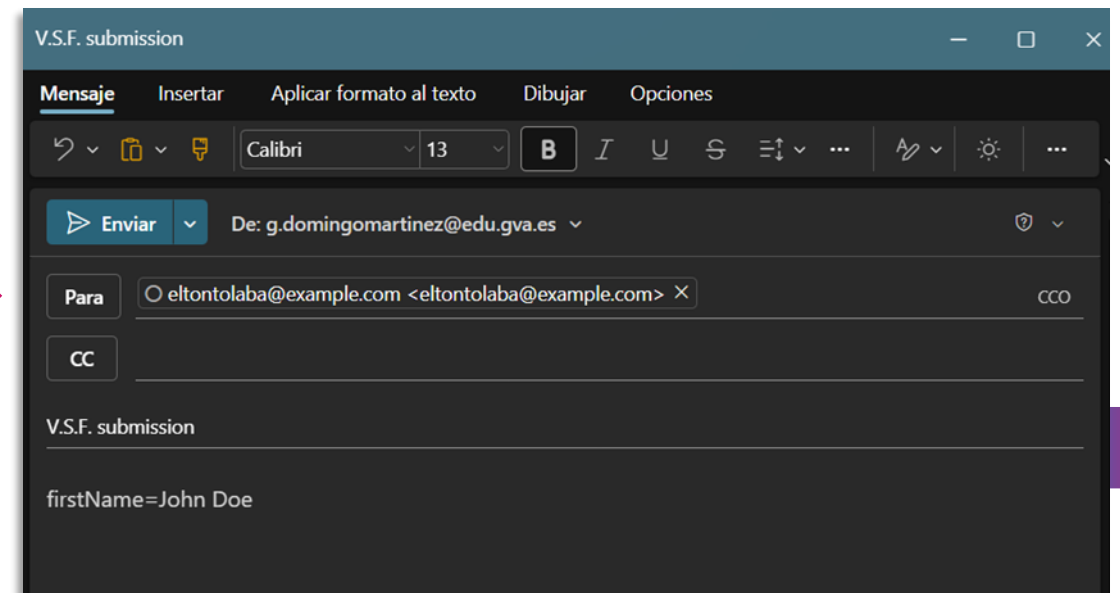 V.S.F. submission
Mensaje Insertar Aplicar formato al texto Dibujar Opciones
Calibri 13 B I U S ...  A ...
Enviar De: g.domingomartinez@edu.gva.es
Para eltontolaba@example.com <eltontolaba@example.com> CCO
CC
V.S.F. submission
firstName=John Doe